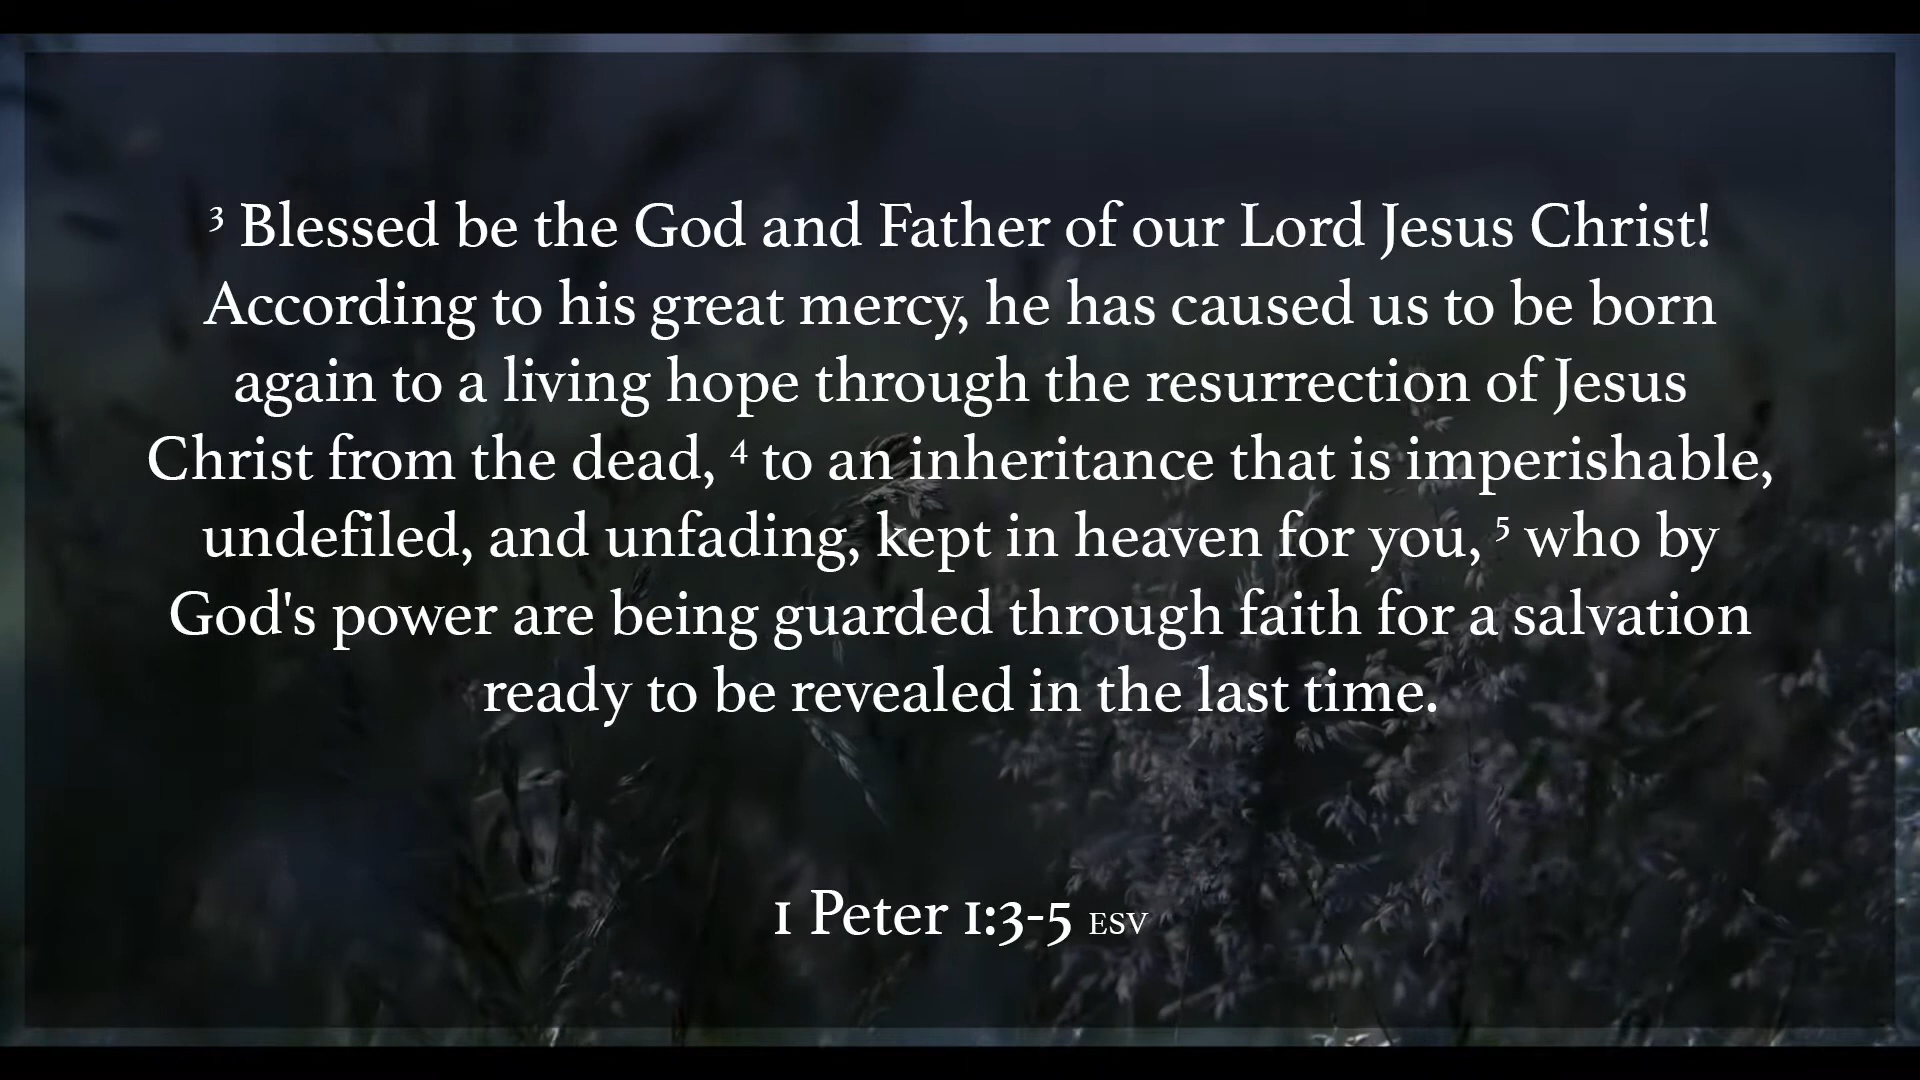 ³ Blessed be the God and Father of our Lord Jesus Christ!
According to his great mercy, he has caused us to be born
again to a living hope through the resurrection of Jesus
Christ from the dead, ⁴ to an inheritance that is imperishable,
undefiled, and unfading, kept in heaven for you, ⁵ who by
God's power are being guarded through faith for a salvation
ready to be revealed in the last time.
1 Peter 1:3-5 ESV